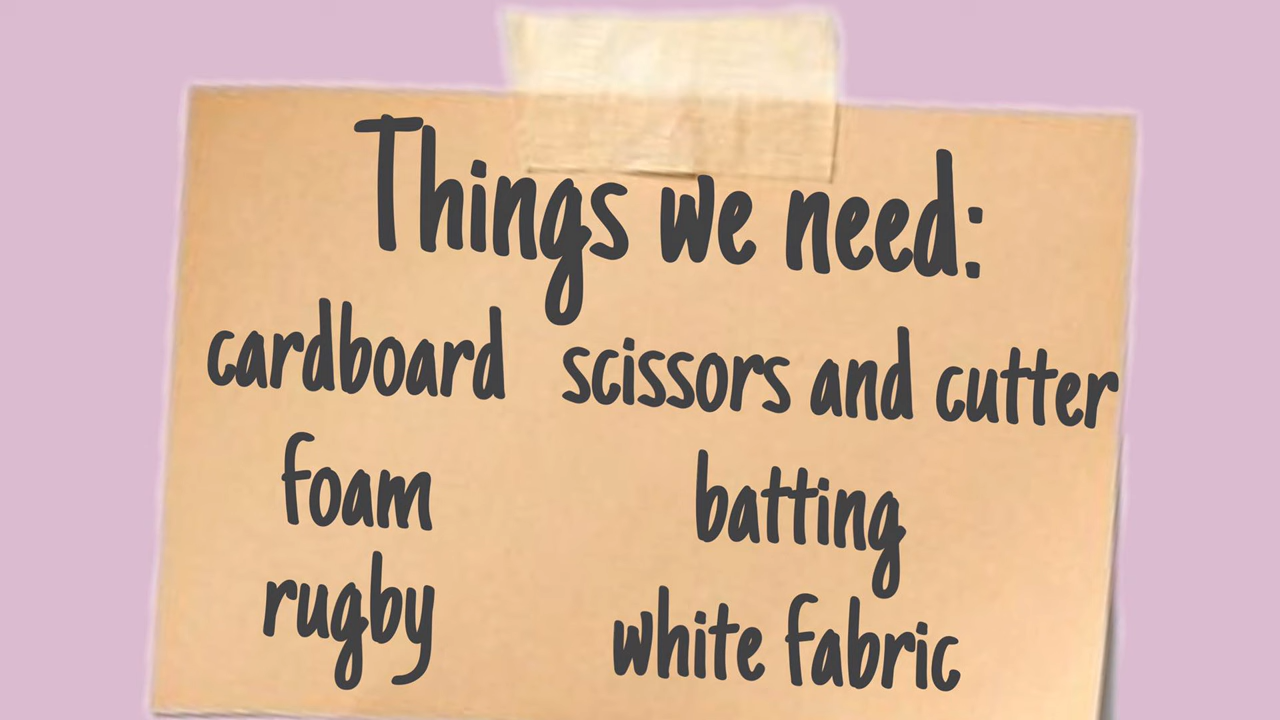 Things we need:
cardboard
foam
rugby
scissors and cutter
batting
white fabric